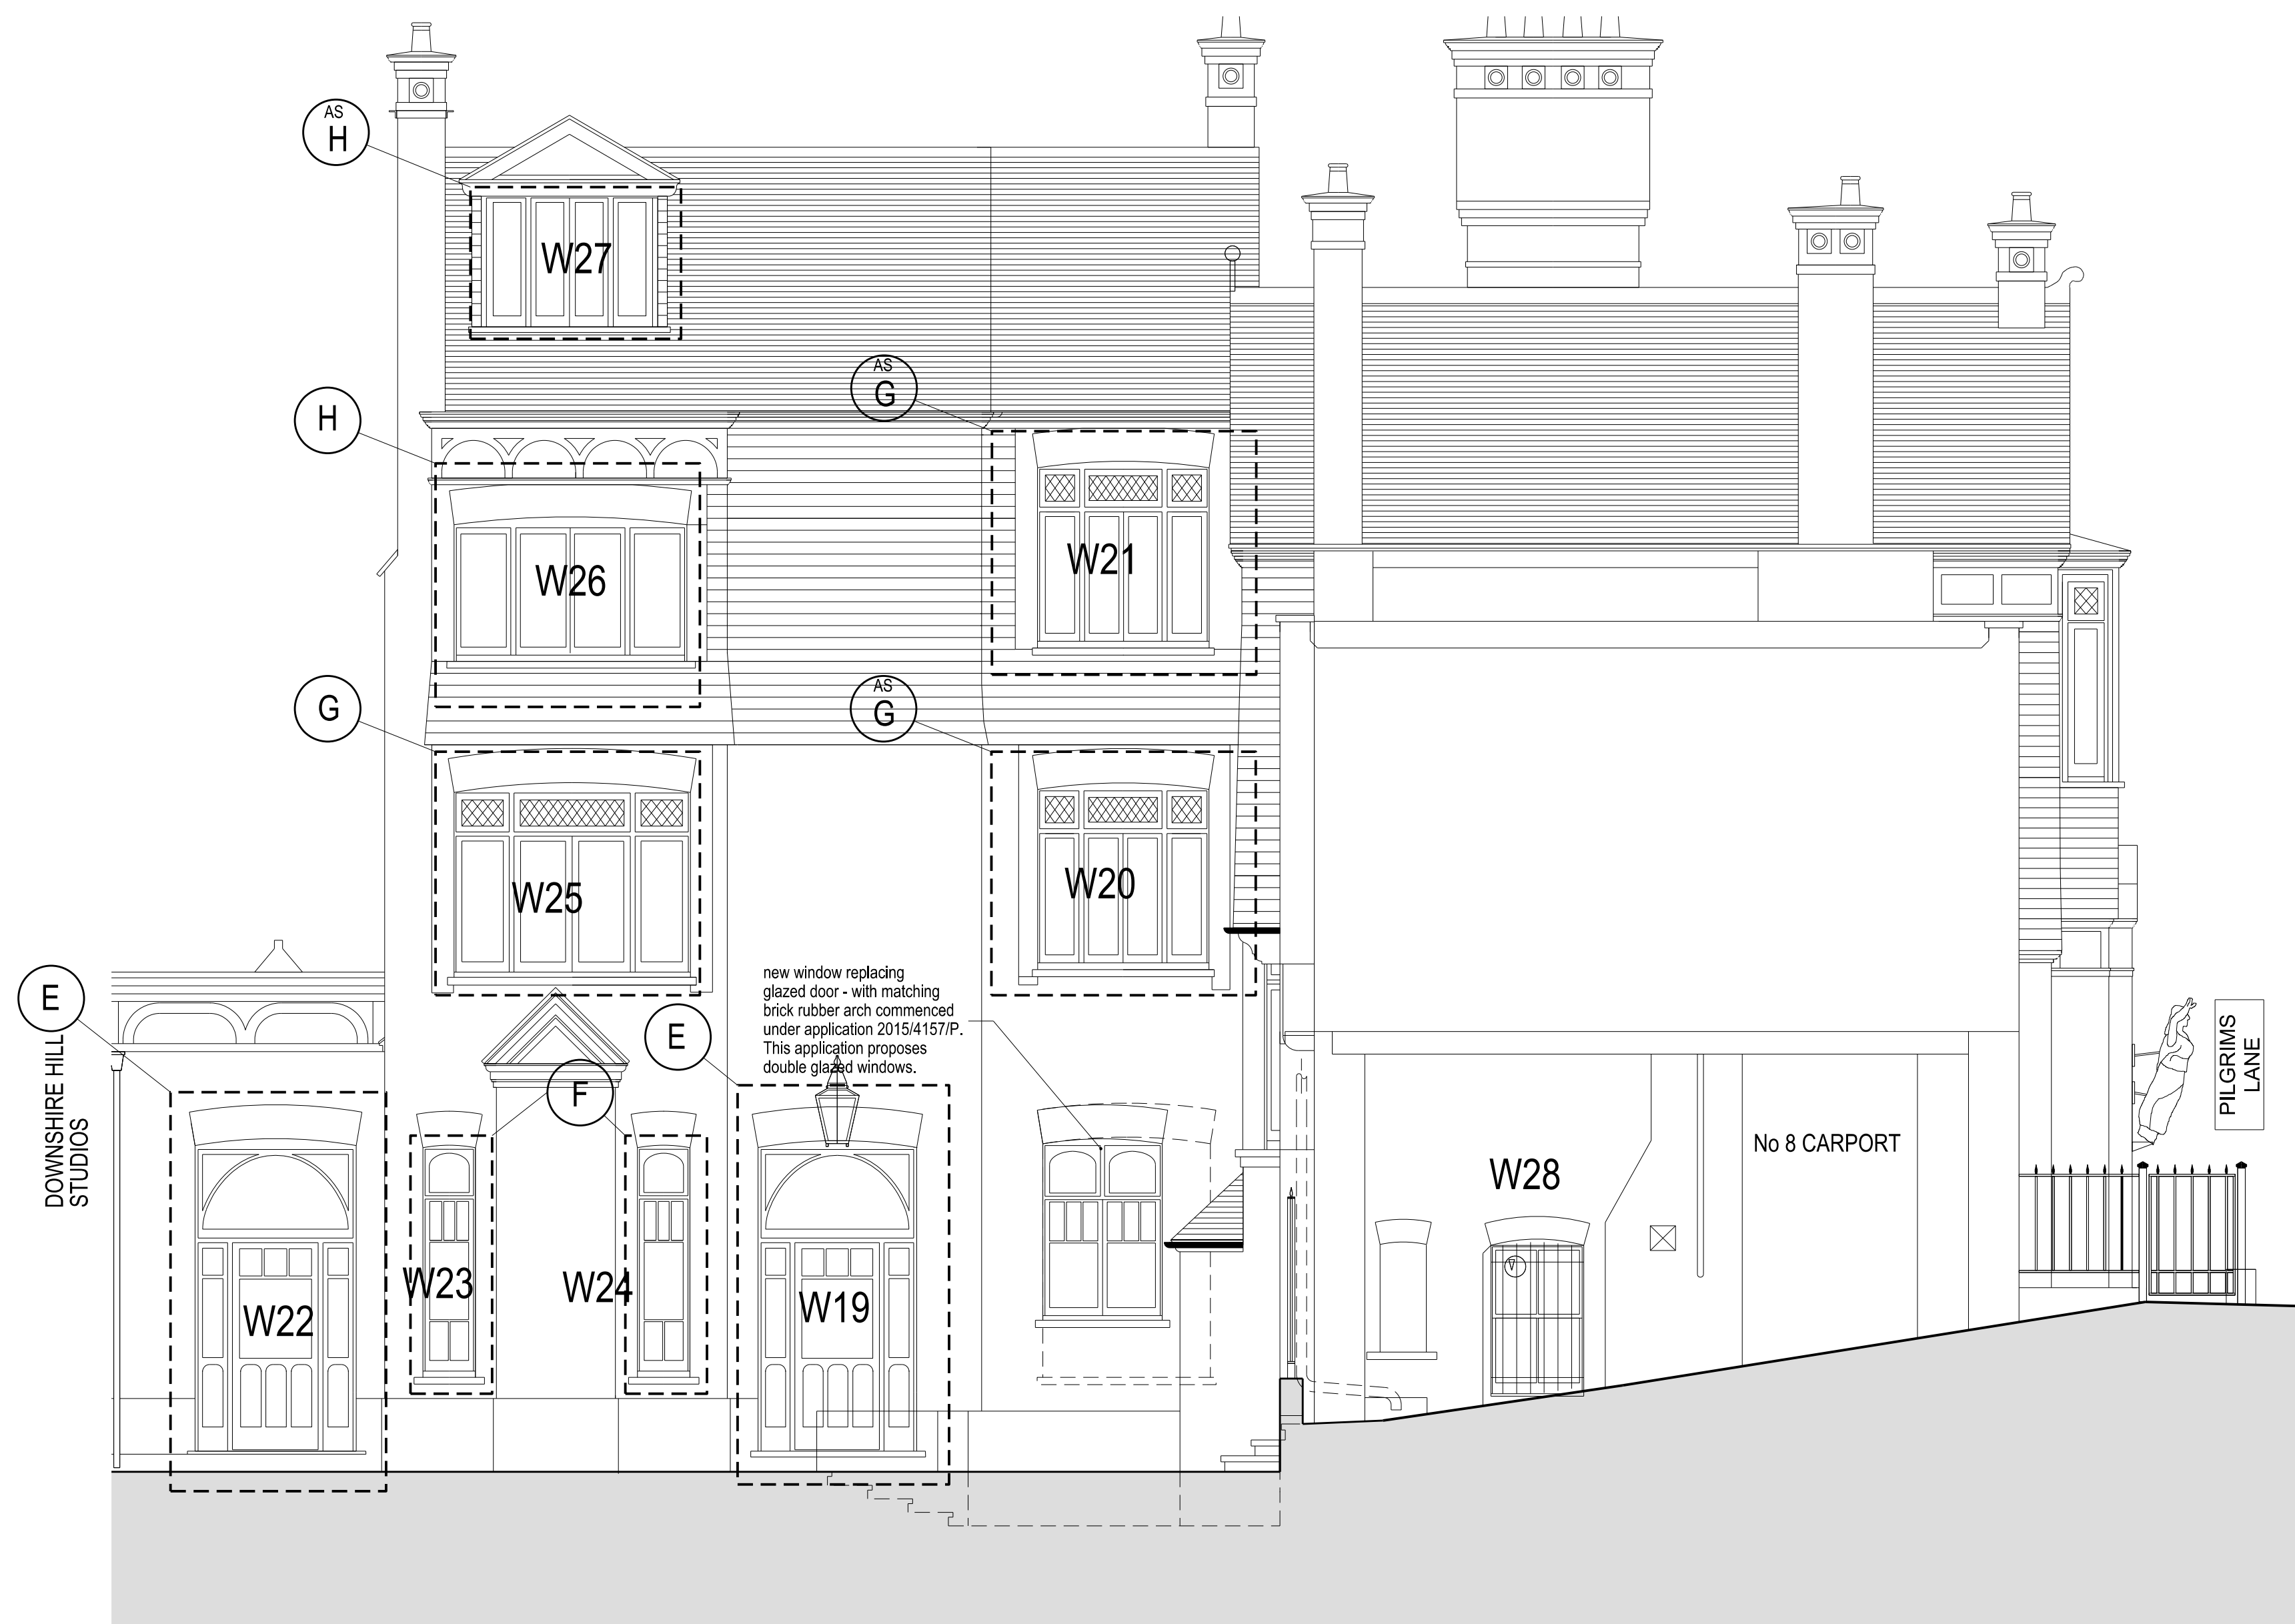 AS
H
W27
AS
G
H
W21
W26
G
AS
G
W25
W20
E
E
new window replacing
glazed door - with matching
brick rubber arch commenced
under application 2015/4157/P.
This application proposes
double glazed windows.
F
DOWNSHIRE HILL
STUDIOS
PILGRIMS
LANE
No 8 CARPORT
W28
W23
W24
W22
W19
V